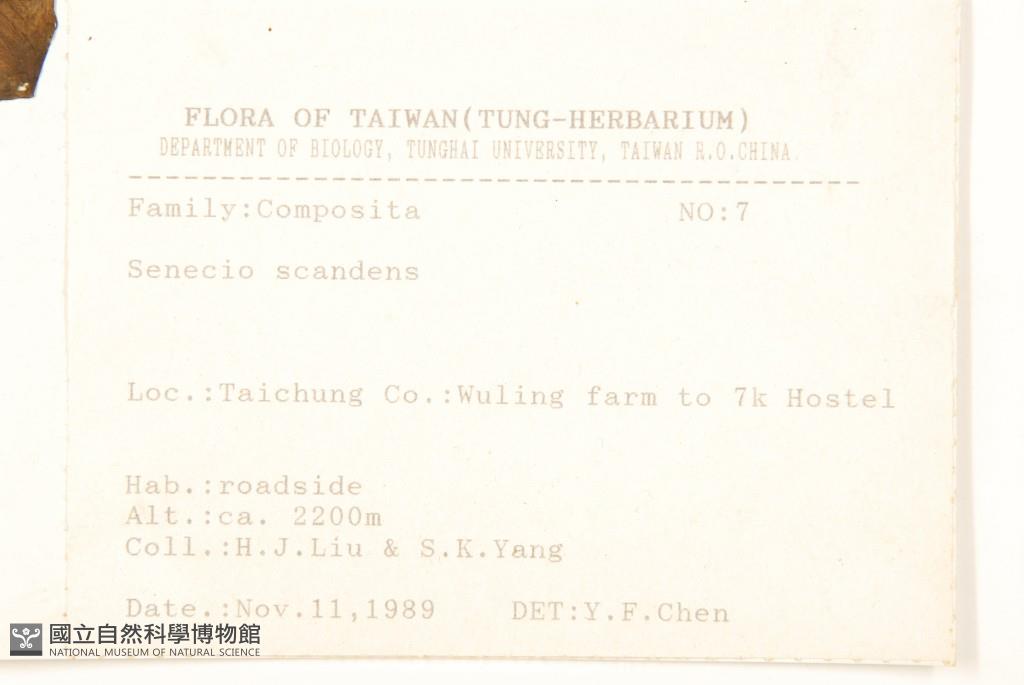 FLORA OF TAIWAN(TUNG-HERBARIUM)
DEPARTMENT OF BIOLOGY, TUNGHAI UNIVERSITY, TAIWAN R.O.CHINA.
Family:Composita NO:7
Senecio scandens
Loc.:Taichung Co.:Wuling farm to 7k Hostel
Hab.:roadside
Alt.:ca. 2200m
Coll.:H.J.Liu & S.K.Yang
Date.:Nov.11,1989 DET:Y.F.Chen
國立自然科學博物館
NATIONAL MUSEUM OF NATURAL SCIENCE